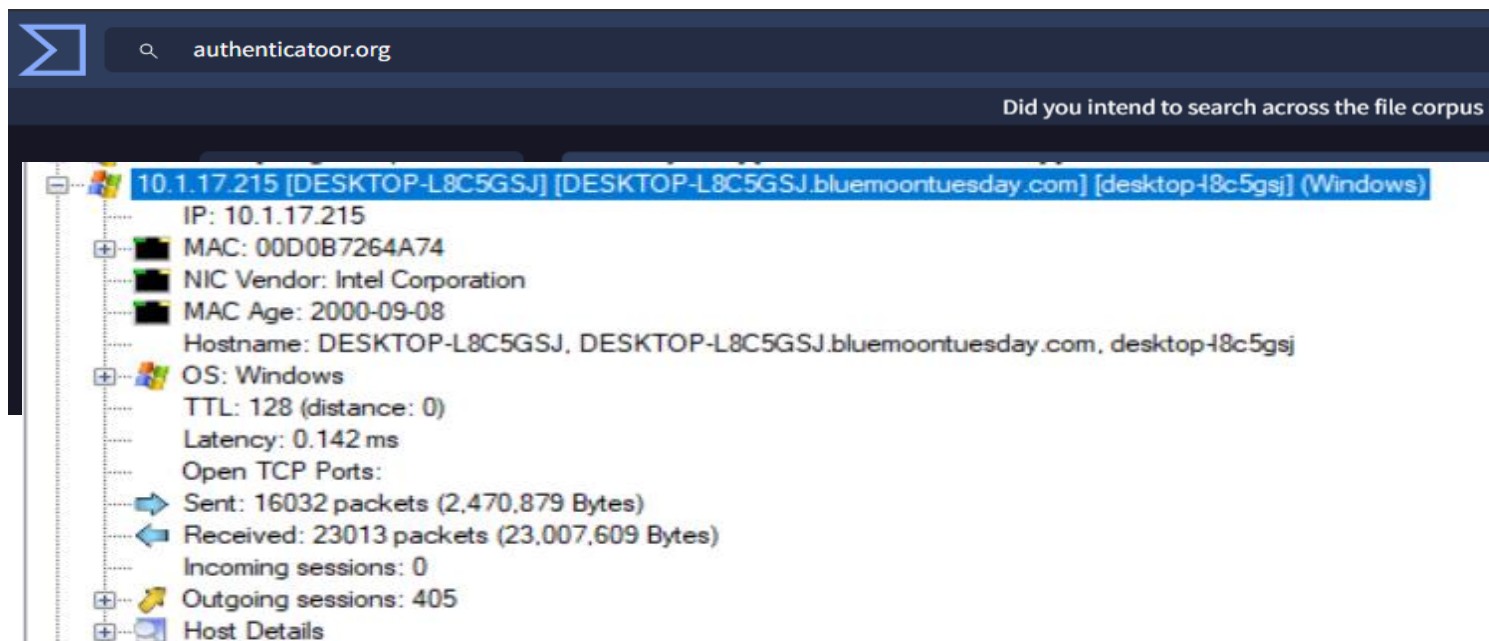 authenticatoor.org
Did you intend to search across the file corpus
10.1.17.215 [DESKTOP-L8C5GSJ] [DESKTOP-L8C5GSJ.bluemoontuesday.com] [desktop-l8c5gsj] (Windows)
IP: 10.1.17.215
MAC: 00D0B7264A74
NIC Vendor: Intel Corporation
MAC Age: 2000-09-08
Hostname: DESKTOP-L8C5GSJ, DESKTOP-L8C5GSJ.bluemoontuesday.com, desktop-l8c5gsj
OS: Windows
TTL: 128 (distance: 0)
Latency: 0.142 ms
Open TCP Ports:
Sent: 16032 packets (2,470,879 Bytes)
Received: 23013 packets (23,007,609 Bytes)
Incoming sessions: 0
Outgoing sessions: 405
Host Details